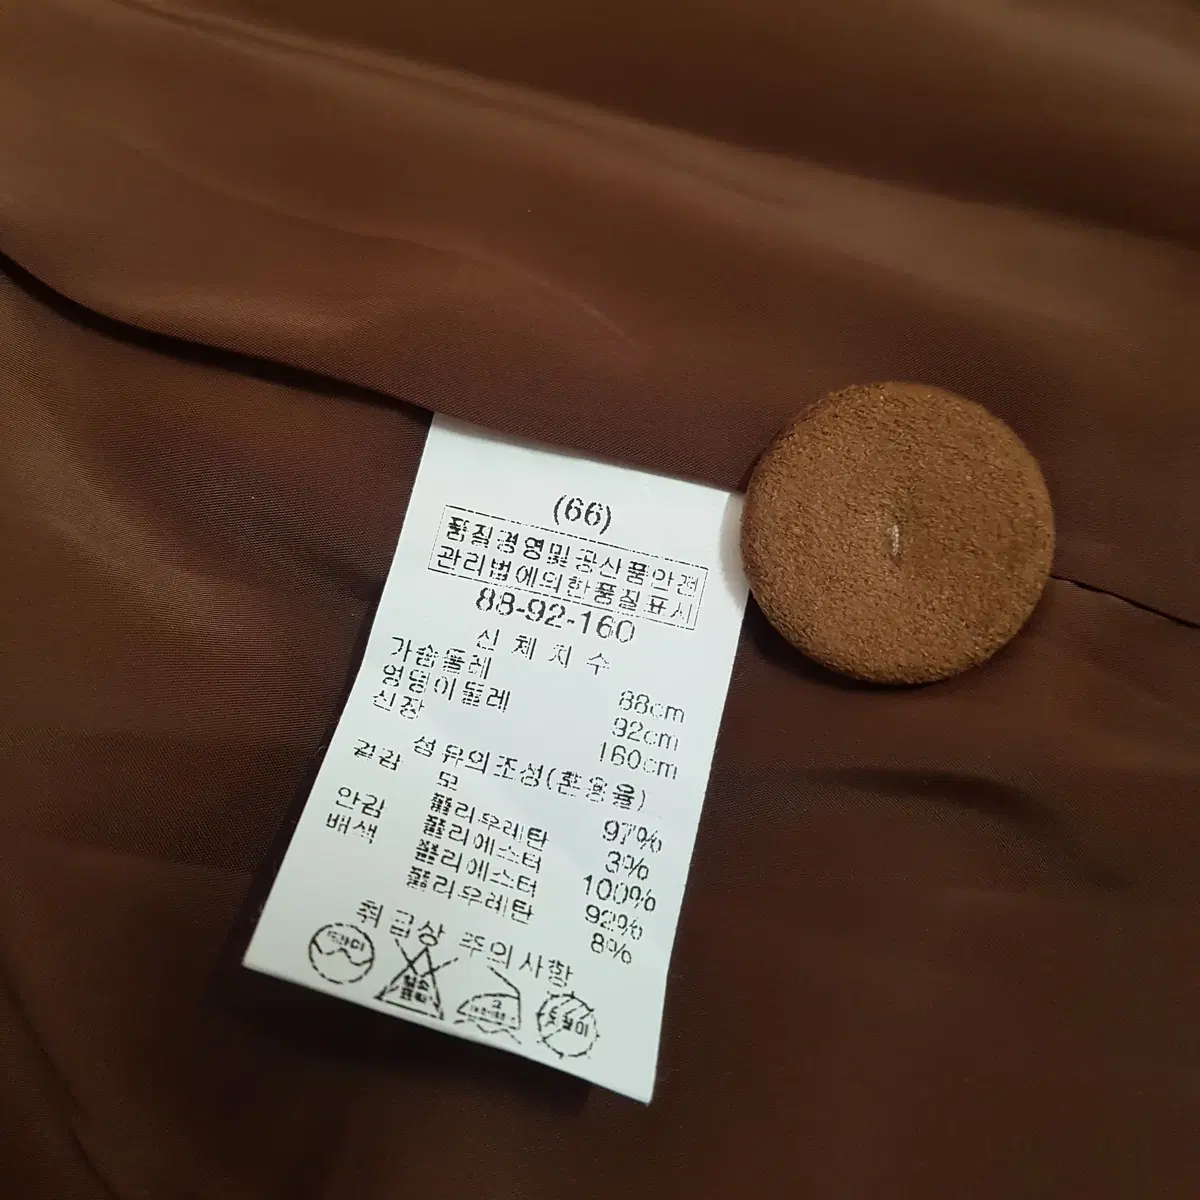 (66)
품질경영및공산품안전
관리법에의한품질표시
88-92-160
신체치수
가슴둘레 88cm
엉덩이둘레 92cm
신장 160cm
섬유의조성(혼용율)
겉감 모 97%
폴리우레탄 3%
안감 폴리에스터 100%
배색 폴리에스터 92%
폴리우레탄 8%
취급상 주의사항
드라이